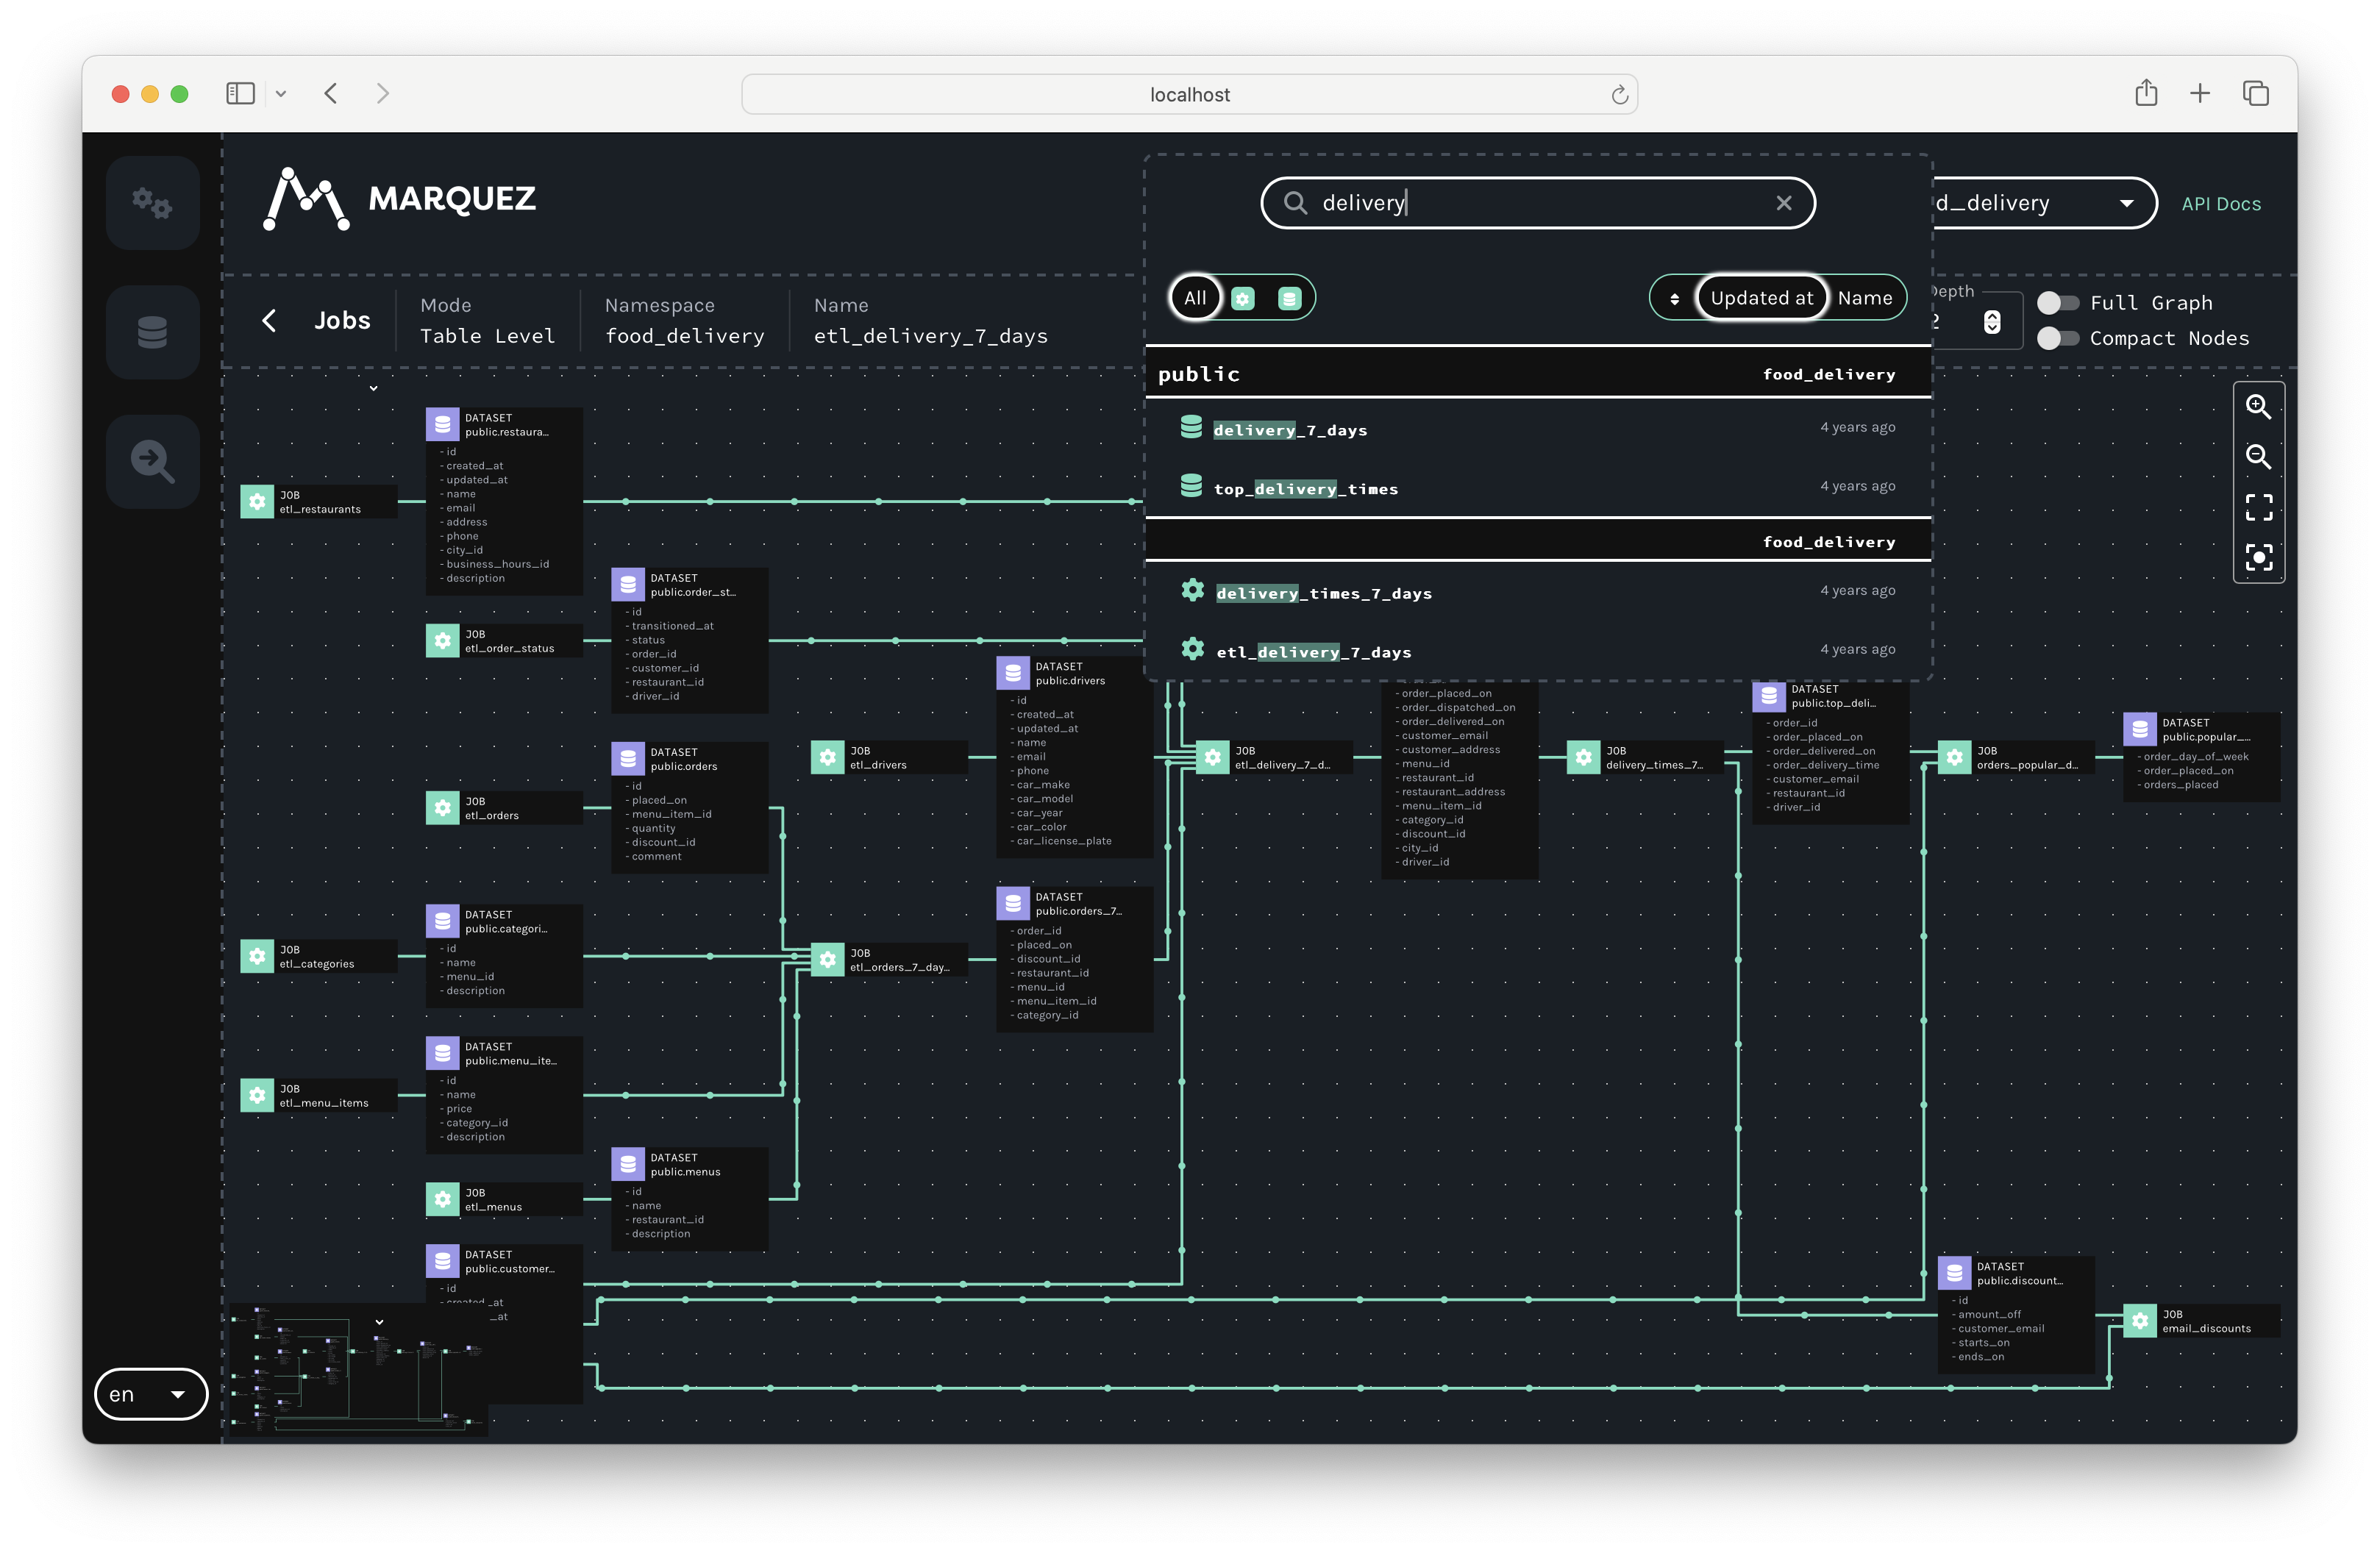 localhost
MARQUEZ
delivery
d_delivery
API Docs
All
Updated at
Name
Jobs
Mode
Table Level
Namespace
food_delivery
Name
etl_delivery_7_days
Depth
2
Full Graph
Compact Nodes
public
food_delivery
delivery_7_days
4 years ago
top_delivery_times
4 years ago
food_delivery
delivery_times_7_days
4 years ago
etl_delivery_7_days
4 years ago
JOB
etl_restaurants
DATASET
public.restaura...
- id
- created_at
- updated_at
- name
- email
- address
- phone
- city_id
- business_hours_id
- description
JOB
etl_order_status
DATASET
public.order_st...
- id
- transitioned_at
- status
- order_id
- customer_id
- restaurant_id
- driver_id
JOB
etl_orders
DATASET
public.orders
- id
- placed_on
- menu_item_id
- quantity
- discount_id
- comment
JOB
etl_categories
DATASET
public.categori...
- id
- name
- menu_id
- description
JOB
etl_menu_items
DATASET
public.menu_ite...
- id
- name
- price
- category_id
- description
JOB
etl_menus
DATASET
public.menus
- id
- name
- restaurant_id
- description
DATASET
public.customer...
- id
- created_at
_at
JOB
etl_drivers
DATASET
public.drivers
- id
- created_at
- updated_at
- name
- email
- phone
- car_make
- car_model
- car_year
- car_color
- car_license_plate
JOB
etl_orders_7_day...
DATASET
public.orders_7...
- order_id
- placed_on
- discount_id
- restaurant_id
- menu_id
- menu_item_id
- category_id
JOB
etl_delivery_7_d...
- order_placed_on
- order_dispatched_on
- order_delivered_on
- customer_email
- customer_address
- menu_id
- restaurant_id
- restaurant_address
- menu_item_id
- category_id
- discount_id
- city_id
- driver_id
JOB
delivery_times_7...
DATASET
public.top_deli...
- order_id
- order_placed_on
- order_delivered_on
- order_delivery_time
- customer_email
- restaurant_id
- driver_id
JOB
orders_popular_d...
DATASET
public.popular_...
- order_day_of_week
- order_placed_on
- orders_placed
DATASET
public.discount...
- id
- amount_off
- customer_email
- starts_on
- ends_on
JOB
email_discounts
en